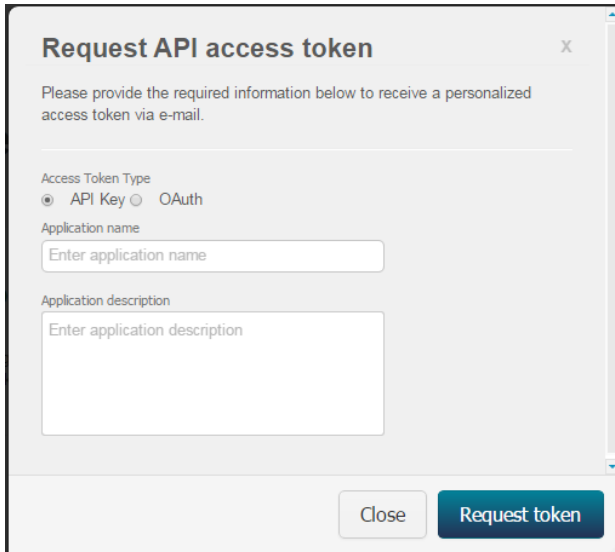 Request API access token
X
Please provide the required information below to receive a personalized
access token via e-mail.
Access Token Type
API Key
OAuth
Application name
Enter application name
Application description
Enter application description
Close
Request token